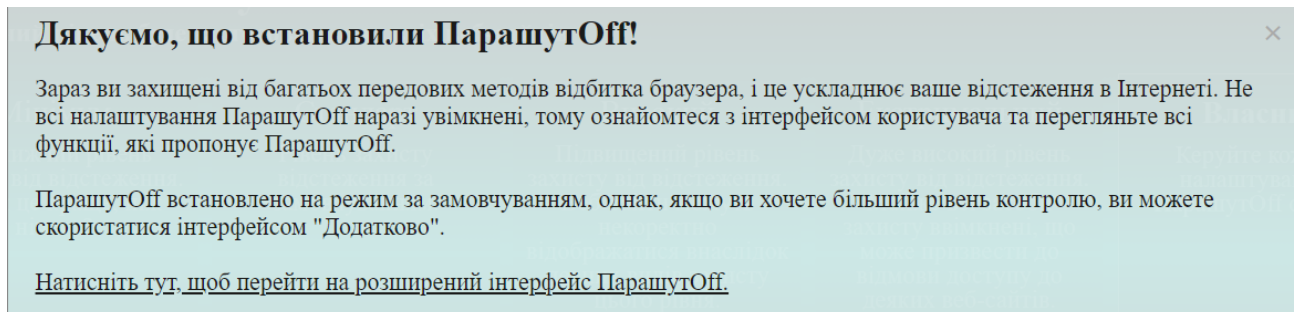 Дякуємо, що встановили ПарашутOff!
×
Зараз ви захищені від багатьох передових методів відбитка браузера, і це ускладнює ваше відстеження в Інтернеті. Не
всі налаштування ПарашутOff наразі увімкнені, тому ознайомтеся з інтерфейсом користувача та перегляньте всі
функції, які пропонує ПарашутOff.
ПарашутOff встановлено на режим за замовчуванням, однак, якщо ви хочете більший рівень контролю, ви можете
скористатися інтерфейсом "Додатково".
Натисніть тут, щоб перейти на розширений інтерфейс ПарашутOff.